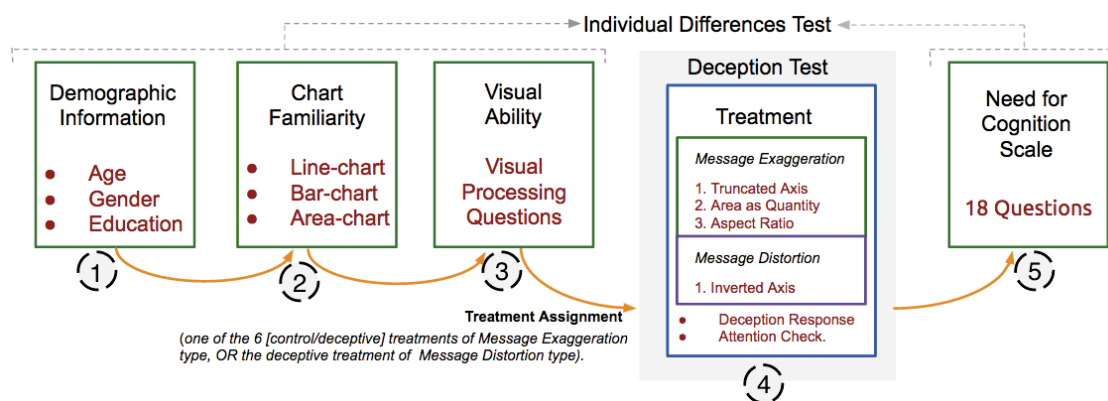 Individual Differences Test
Demographic
Information
● Age
● Gender
● Education
1
Chart
Familiarity
● Line-chart
● Bar-chart
● Area-chart
2
Visual
Ability
Visual
Processing
Questions
3
Treatment Assignment
(one of the 6 [control/deceptive] treatments of Message Exaggeration
type, OR the deceptive treatment of Message Distortion type).
Deception Test
Treatment
Message Exaggeration
1. Truncated Axis
2. Area as Quantity
3. Aspect Ratio
Message Distortion
1. Inverted Axis
● Deception Response
● Attention Check.
4
Need for
Cognition
Scale
18 Questions
5